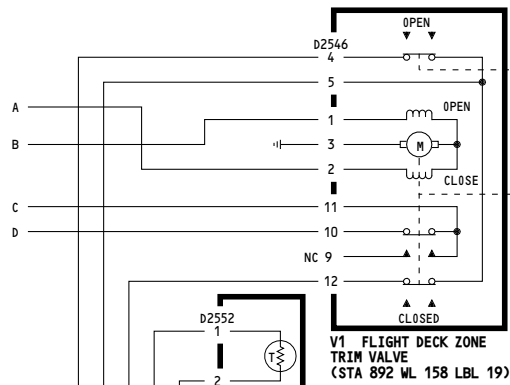 OPEN
D2546
4
5
A
OPEN
1
B
3
M
2
CLOSE
C
11
D
10
NC 9
12
CLOSED
D2552
1
T
2
V1 FLIGHT DECK ZONE
TRIM VALVE
(STA 892 WL 158 LBL 19)